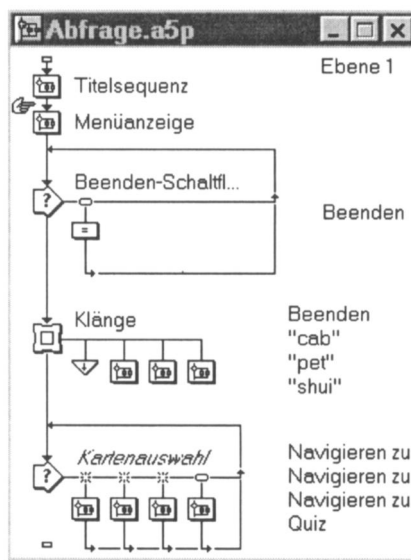 Abfrage.a5p
Ebene 1
Titelsequenz
Menüanzeige
Beenden-Schaltfl...
?
Beenden
=
Klänge
Beenden
"cab"
"pet"
"shui"
Kartenauswahl
?
Navigieren zu
Navigieren zu
Navigieren zu
Quiz